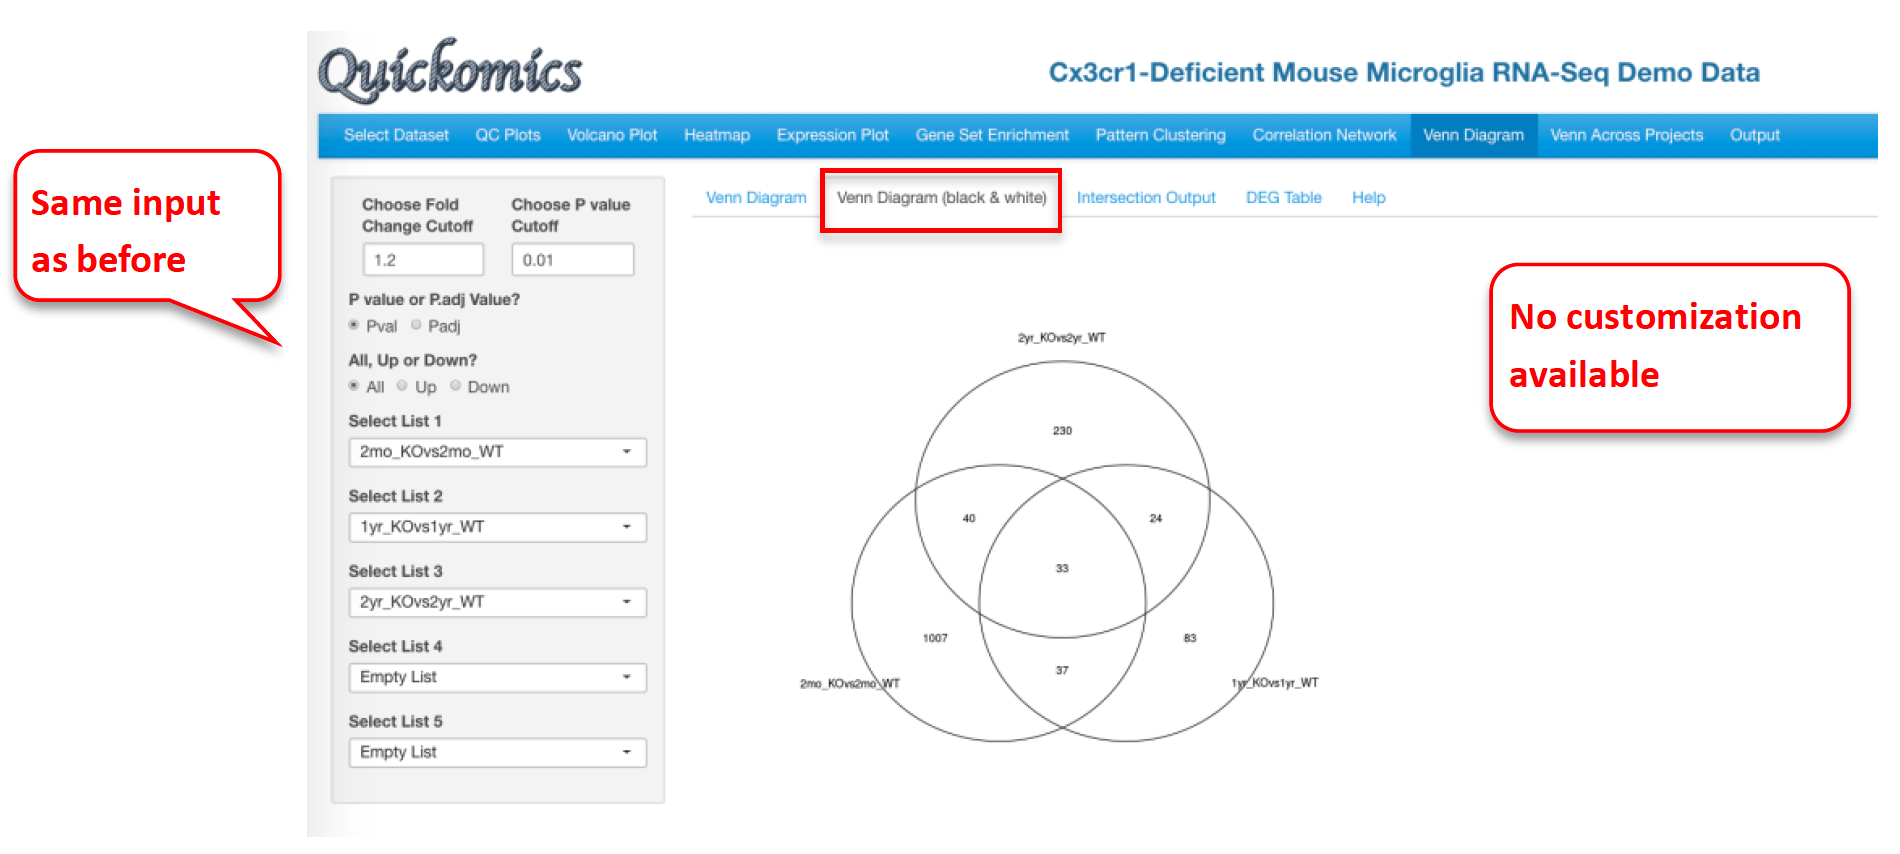 Quickomics
Cx3cr1-Deficient Mouse Microglia RNA-Seq Demo Data
Select Dataset QC Plots Volcano Plot Heatmap Expression Plot Gene Set Enrichment Pattern Clustering Correlation Network Venn Diagram Venn Across Projects Output
Same input
as before
Choose Fold
Change Cutoff
Choose P value
Cutoff
1.2
0.01
P value or P.adj Value?
Pval Padj
All, Up or Down?
All Up Down
Select List 1
2mo_KOvs2mo_WT
Select List 2
1yr_KOvs1yr_WT
Select List 3
2yr_KOvs2yr_WT
Select List 4
Empty List
Select List 5
Empty List
Venn Diagram Venn Diagram (black & white) Intersection Output DEG Table Help
No customization
available
2yr_KOvs2yr_WT
230
40
24
33
1007
83
37
2mo_KOvs2mo_WT
1yr_KOvs1yr_WT